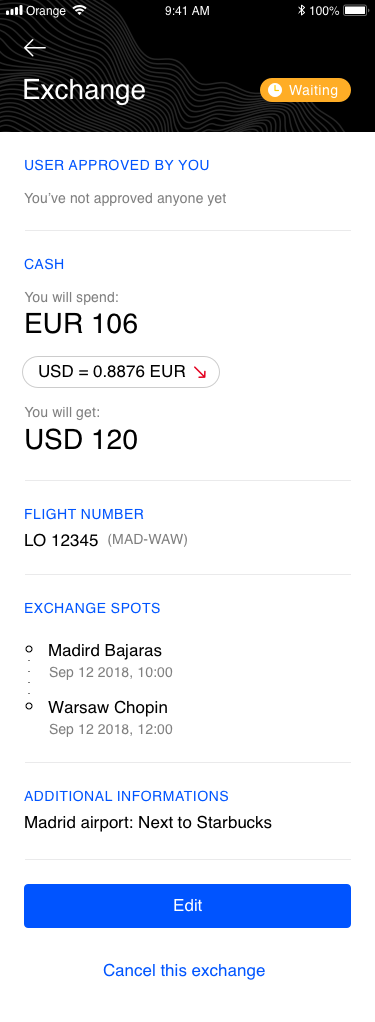 Orange 9:41 AM 100%
Exchange
Waiting
USER APPROVED BY YOU
You've not approved anyone yet
CASH
You will spend:
EUR 106
USD = 0.8876 EUR
You will get:
USD 120
FLIGHT NUMBER
LO 12345 (MAD-WAW)
EXCHANGE SPOTS
Madird Bajaras
Sep 12 2018, 10:00
Warsaw Chopin
Sep 12 2018, 12:00
ADDITIONAL INFORMATIONS
Madrid airport: Next to Starbucks
Edit
Cancel this exchange